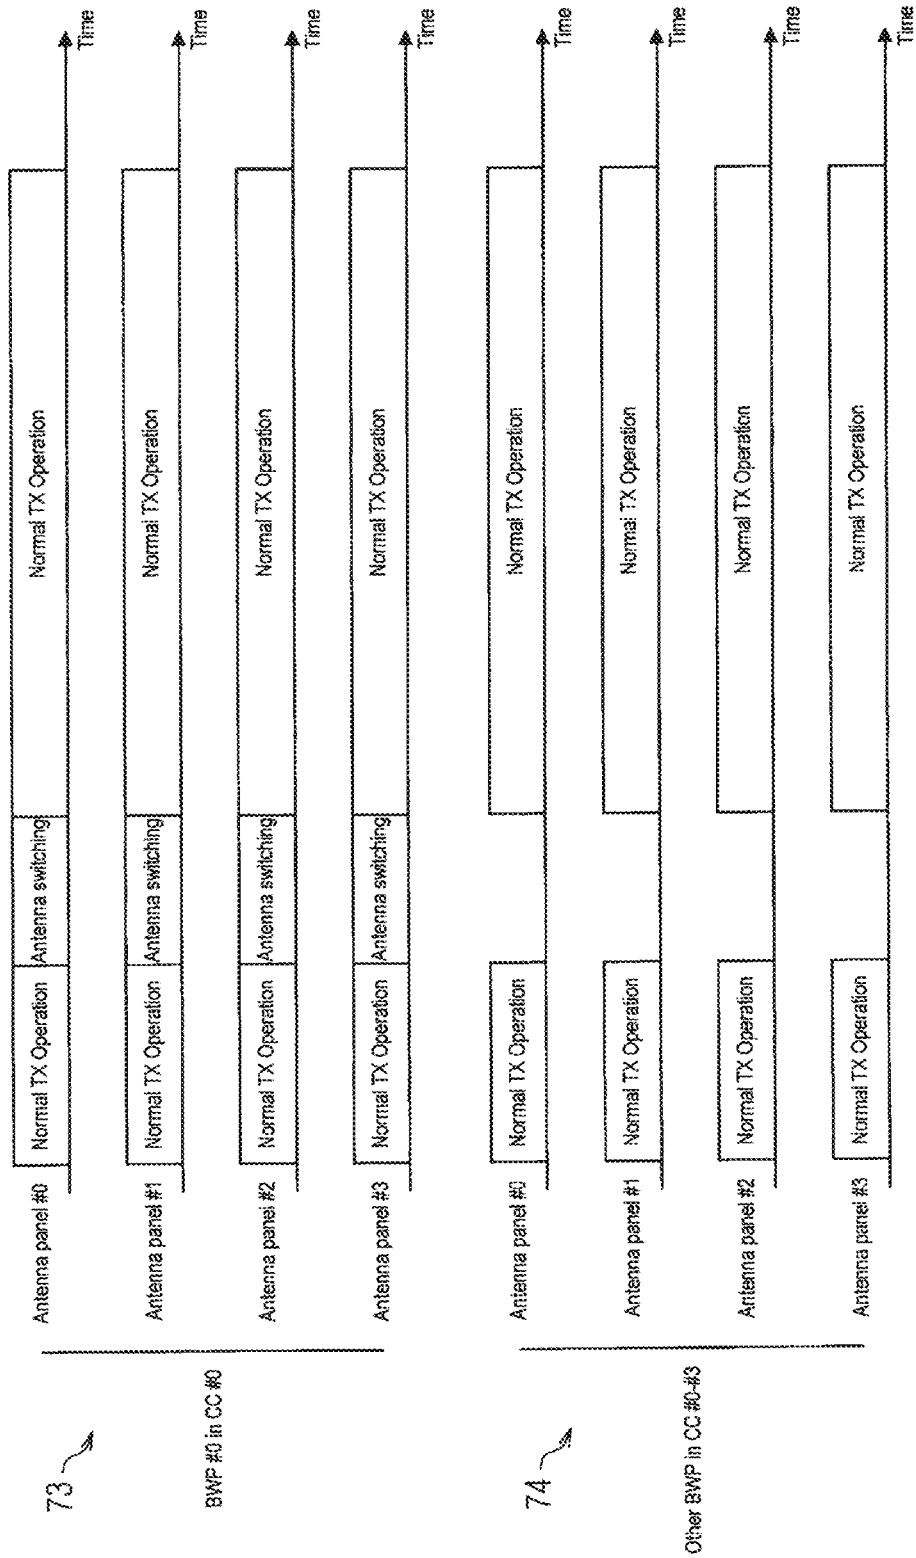 73
BWP #0 in CC #0
Antenna panel #0
Normal TX Operation
Antenna switching
Normal TX Operation
Time
Antenna panel #1
Normal TX Operation
Antenna switching
Normal TX Operation
Time
Antenna panel #2
Normal TX Operation
Antenna switching
Normal TX Operation
Time
Antenna panel #3
Normal TX Operation
Antenna switching
Normal TX Operation
Time
74
Other BWP in CC #0-#3
Antenna panel #0
Normal TX Operation
Normal TX Operation
Time
Antenna panel #1
Normal TX Operation
Normal TX Operation
Time
Antenna panel #2
Normal TX Operation
Normal TX Operation
Time
Antenna panel #3
Normal TX Operation
Normal TX Operation
Time